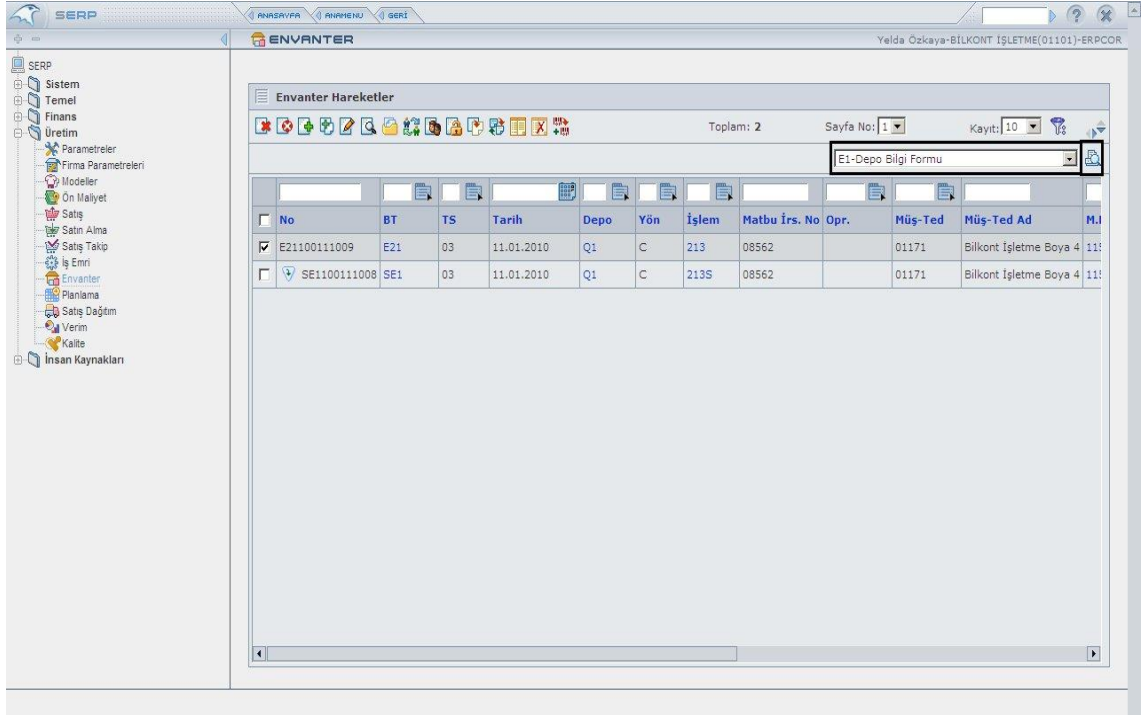 SERP
ANASAYFA ANAMENU GERİ
ENVANTER
Yelda Özkaya-BİLKONT İŞLETME(01101)-ERPCOR
SERP
Sistem
Temel
Finans
Üretim
Parametreler
Firma Parametreleri
Modeller
Ön Maliyet
Satış
Satın Alma
Satış Takip
İş Emri
Envanter
Planlama
Satış Dağıtım
Verim
Kalite
İnsan Kaynakları
Envanter Hareketler
Toplam: 2 Sayfa No: 1 Kayıt: 10
E1-Depo Bilgi Formu
No BT TS Tarih Depo Yön İşlem Matbu İrs. No Opr. Müş-Ted Müş-Ted Ad M.
E21100111009 E21 03 11.01.2010 Q1 C 213 08562 01171 Bilkont İşletme Boya 4 11
SE1100111008 SE1 03 11.01.2010 Q1 C 213S 08562 01171 Bilkont İşletme Boya 4 11